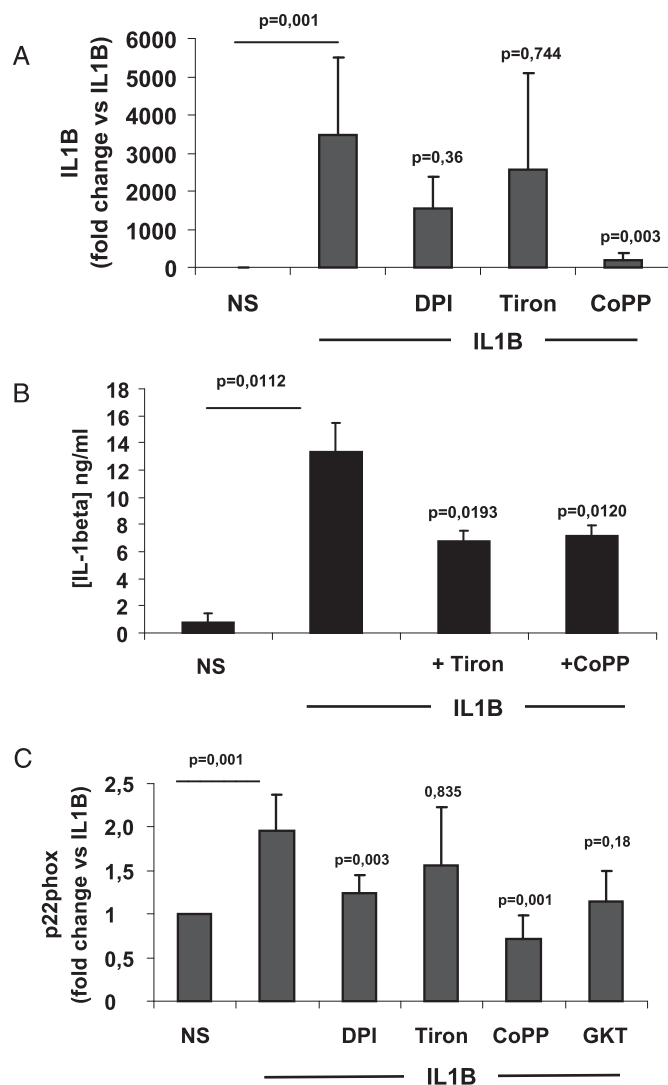 A
p=0,001
IL1B
(fold change vs IL1B)
6000
5000
4000
3000
2000
1000
0
p=0,36
p=0,744
p=0,003
NS
DPI
Tiron
CoPP
IL1B
B
p=0,0112
[IL-1beta] ng/ml
18
16
14
12
10
8
6
4
2
0
p=0,0193
p=0,0120
NS
+ Tiron
+CoPP
IL1B
C
p=0,001
p22phox
(fold change vs IL1B)
2,5
2,0
1,5
1
0,5
0
p=0,003
0,835
p=0,001
p=0,18
NS
DPI
Tiron
CoPP
GKT
IL1B